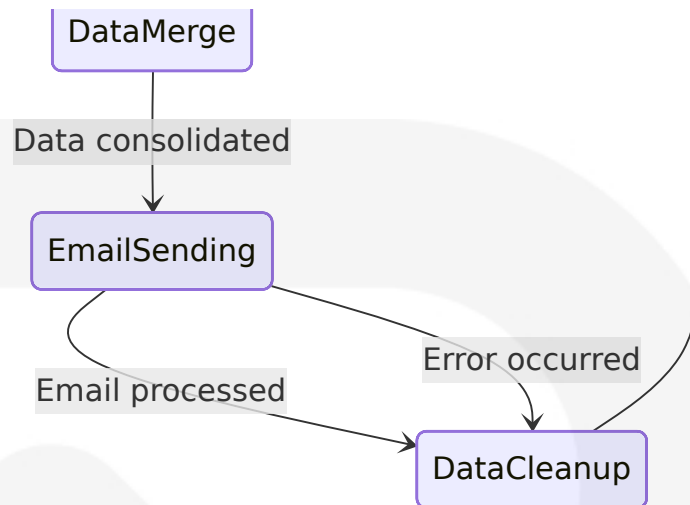 DataMerge
Data consolidated
EmailSending
Error occurred
Email processed
DataCleanup